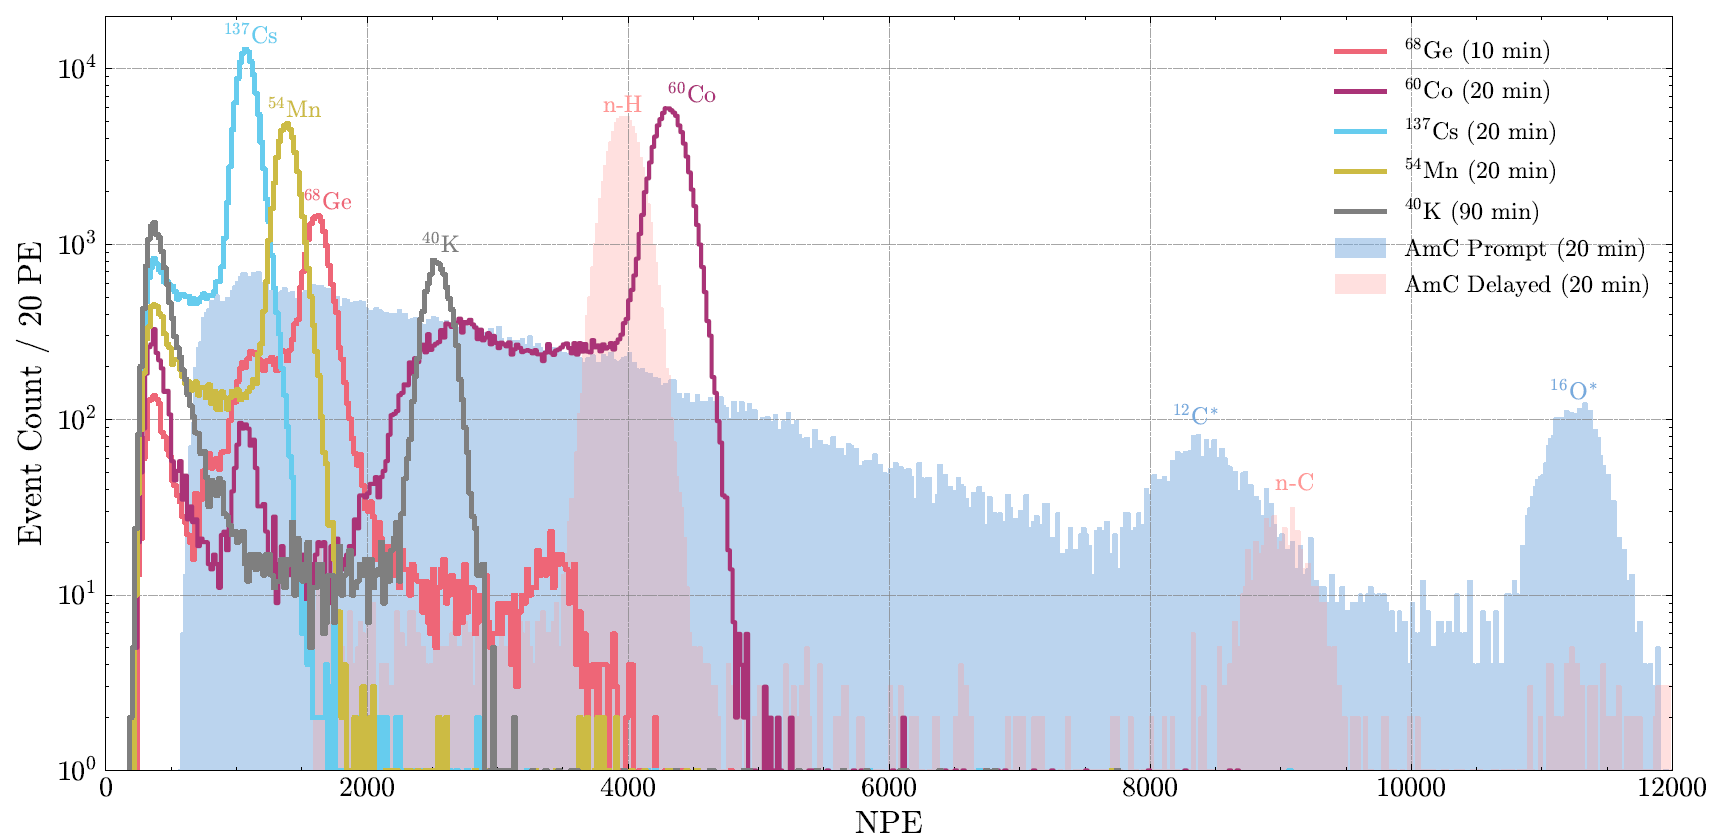 ¹³⁷Cs
⁵⁴Mn
⁶⁸Ge
⁴⁰K
n-H
⁶⁰Co
¹²C*
n-C
¹⁶O*
⁶⁸Ge (10 min)
⁶⁰Co (20 min)
¹³⁷Cs (20 min)
⁵⁴Mn (20 min)
⁴⁰K (90 min)
AmC Prompt (20 min)
AmC Delayed (20 min)
Event Count / 20 PE
10⁴
10³
10²
10¹
10⁰
0 2000 4000 6000 8000 10000 12000
NPE